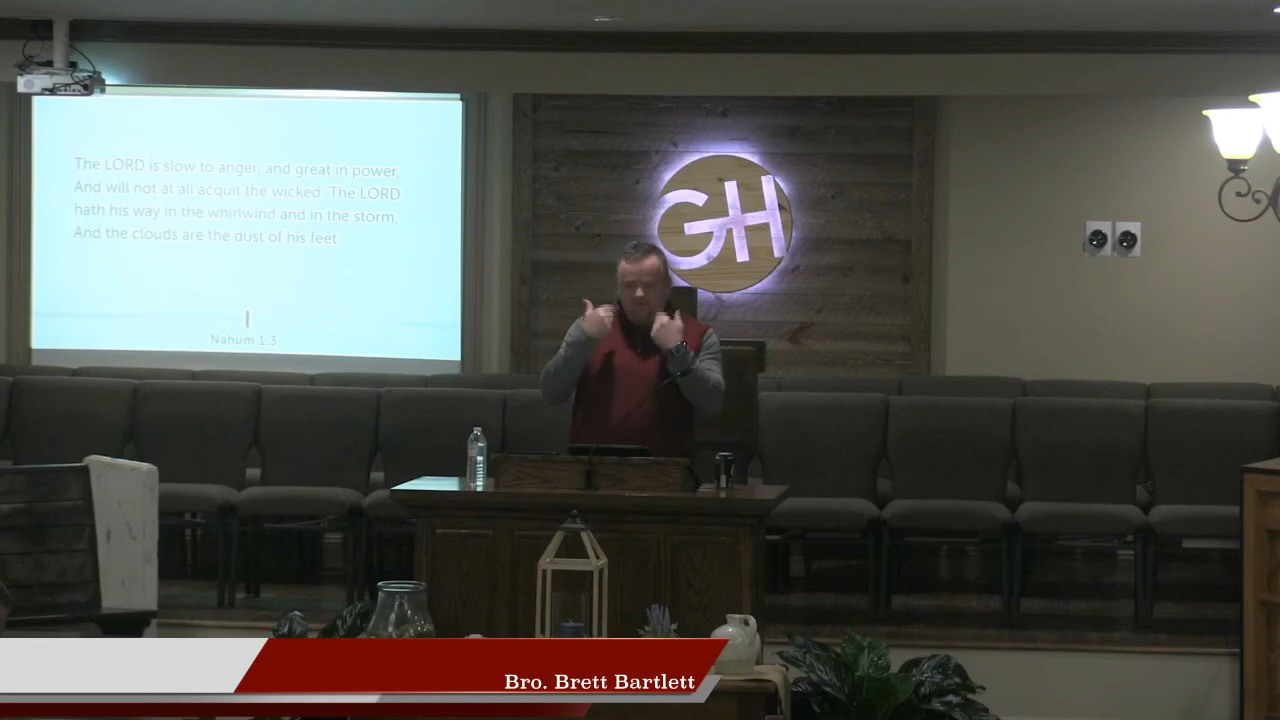 The LORD is slow to anger, and great in power,
And will not at all acquit the wicked: The LORD
hath his way in the whirlwind and in the storm,
And the clouds are the dust of his feet.
Nahum 1:3
GH
Bro. Brett Bartlett